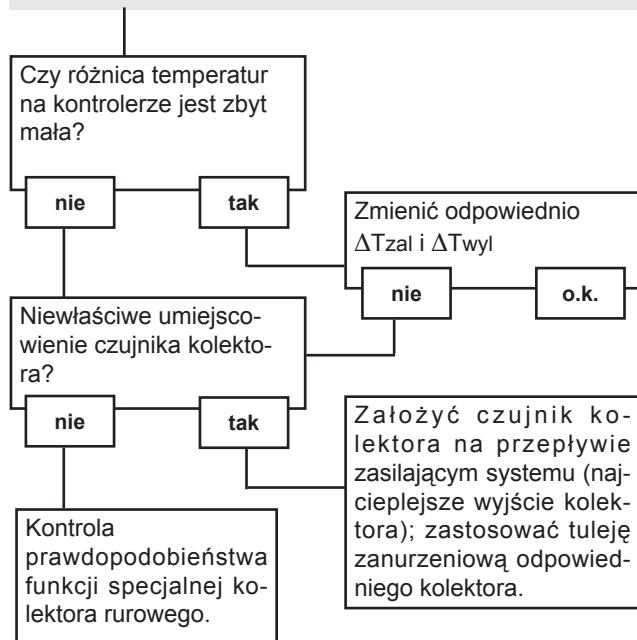 Czy różnica temperatur
na kontrolerze jest zbyt
mała?
nie
tak
Zmienić odpowiednio
ΔTzal i ΔTwyl
nie
o.k.
Niewłaściwe umiejsco-
wienie czujnika kolekto-
ra?
nie
tak
Założyć czujnik ko-
lektora na przepływie
zasilającym systemu (naj-
cieplejsze wyjście kolek-
tora); zastosować tuleję
zanurzeniową odpowied-
niego kolektora.
Kontrola
prawdopodobieństwa
funkcji specjalnej ko-
lektora rurowego.